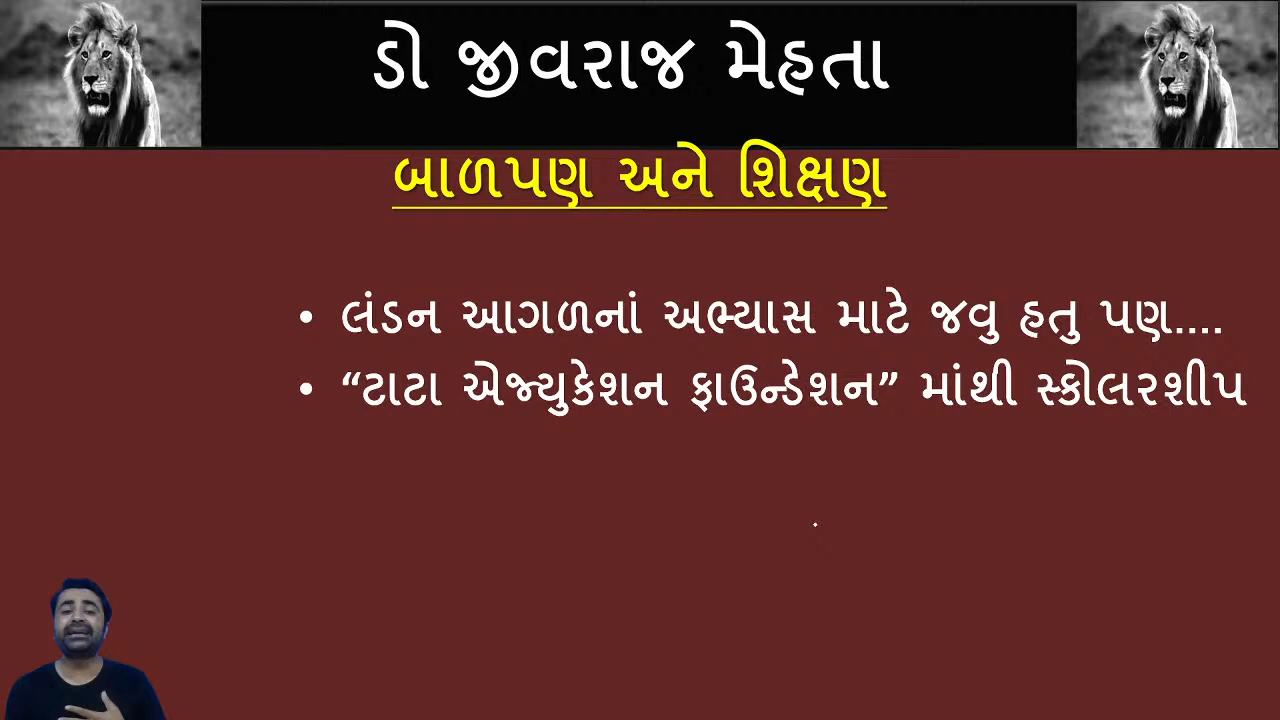 ડો જીવરાજ મેહતા
બાળપણ અને શિક્ષણ
• લંડન આગળનાં અભ્યાસ માટે જવુ હતુ પણ....
• “ટાટા એજ્યુકેશન ફાઉન્ડેશન” માંથી સ્કોલરશીપ